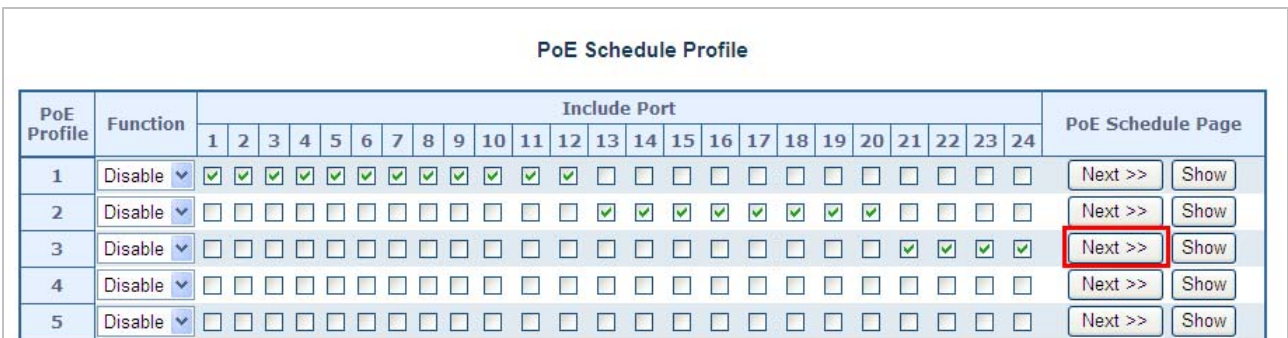 PoE Schedule Profile
PoE Profile Function Include Port PoE Schedule Page
1 2 3 4 5 6 7 8 9 10 11 12 13 14 15 16 17 18 19 20 21 22 23 24
1 Disable Next >> Show
2 Disable Next >> Show
3 Disable Next >> Show
4 Disable Next >> Show
5 Disable Next >> Show